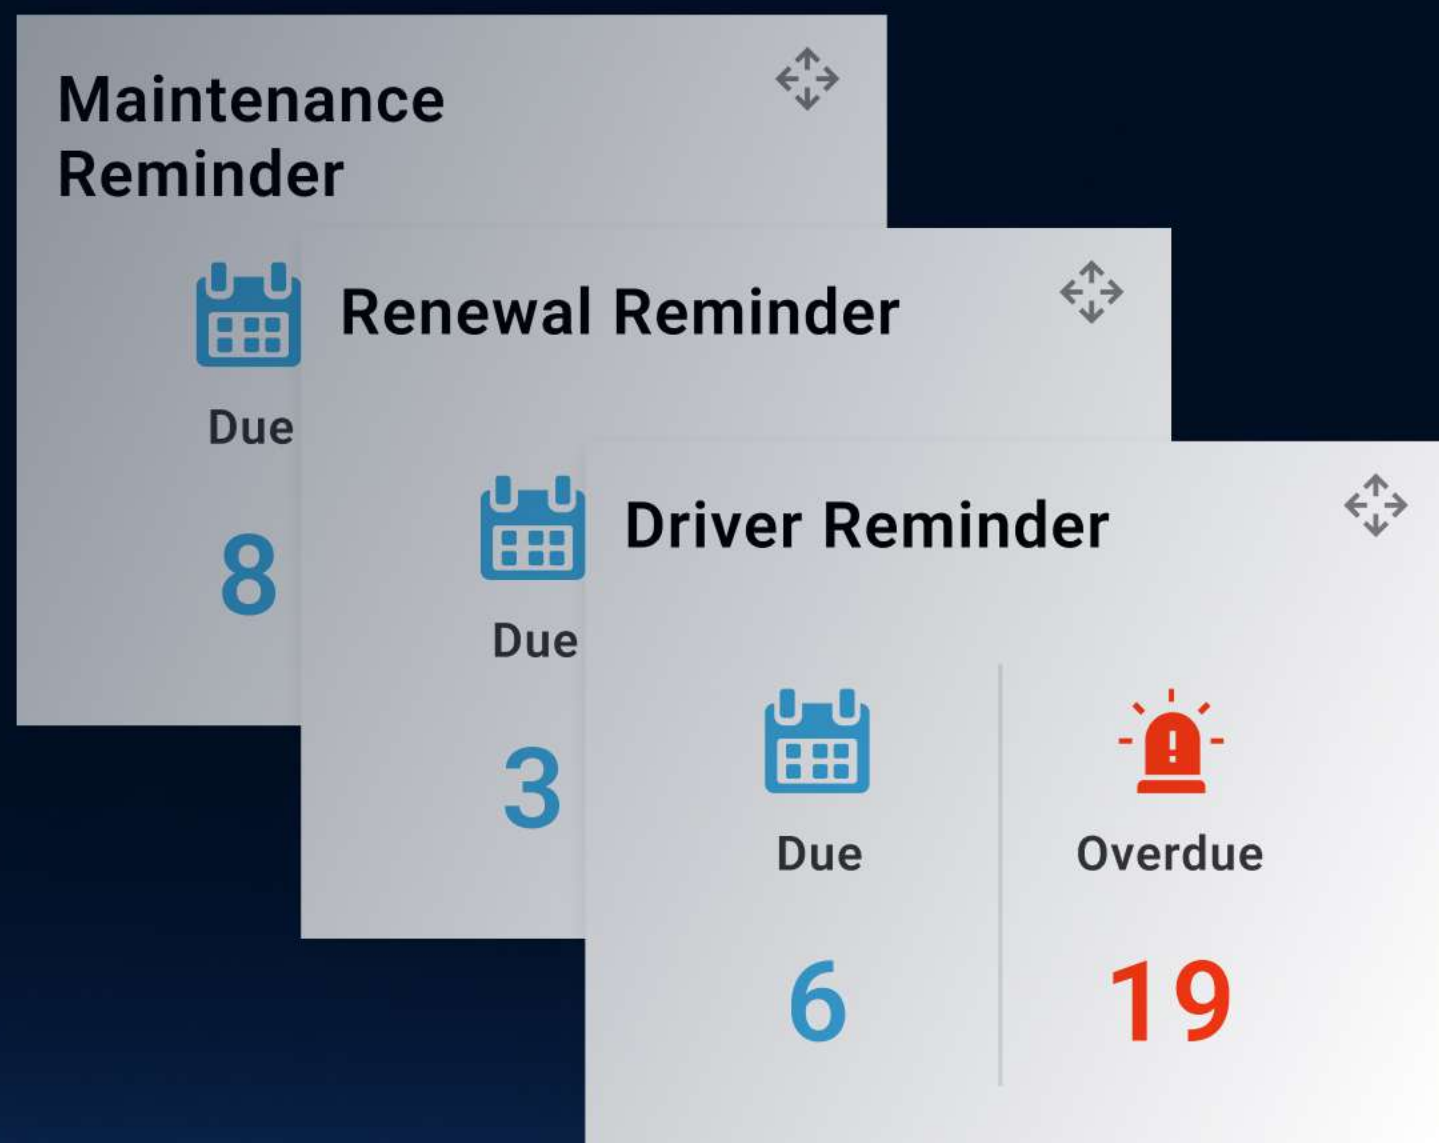 Maintenance
Reminder
Due
8
Renewal Reminder
Due
3
Driver Reminder
Due
Overdue
6
19